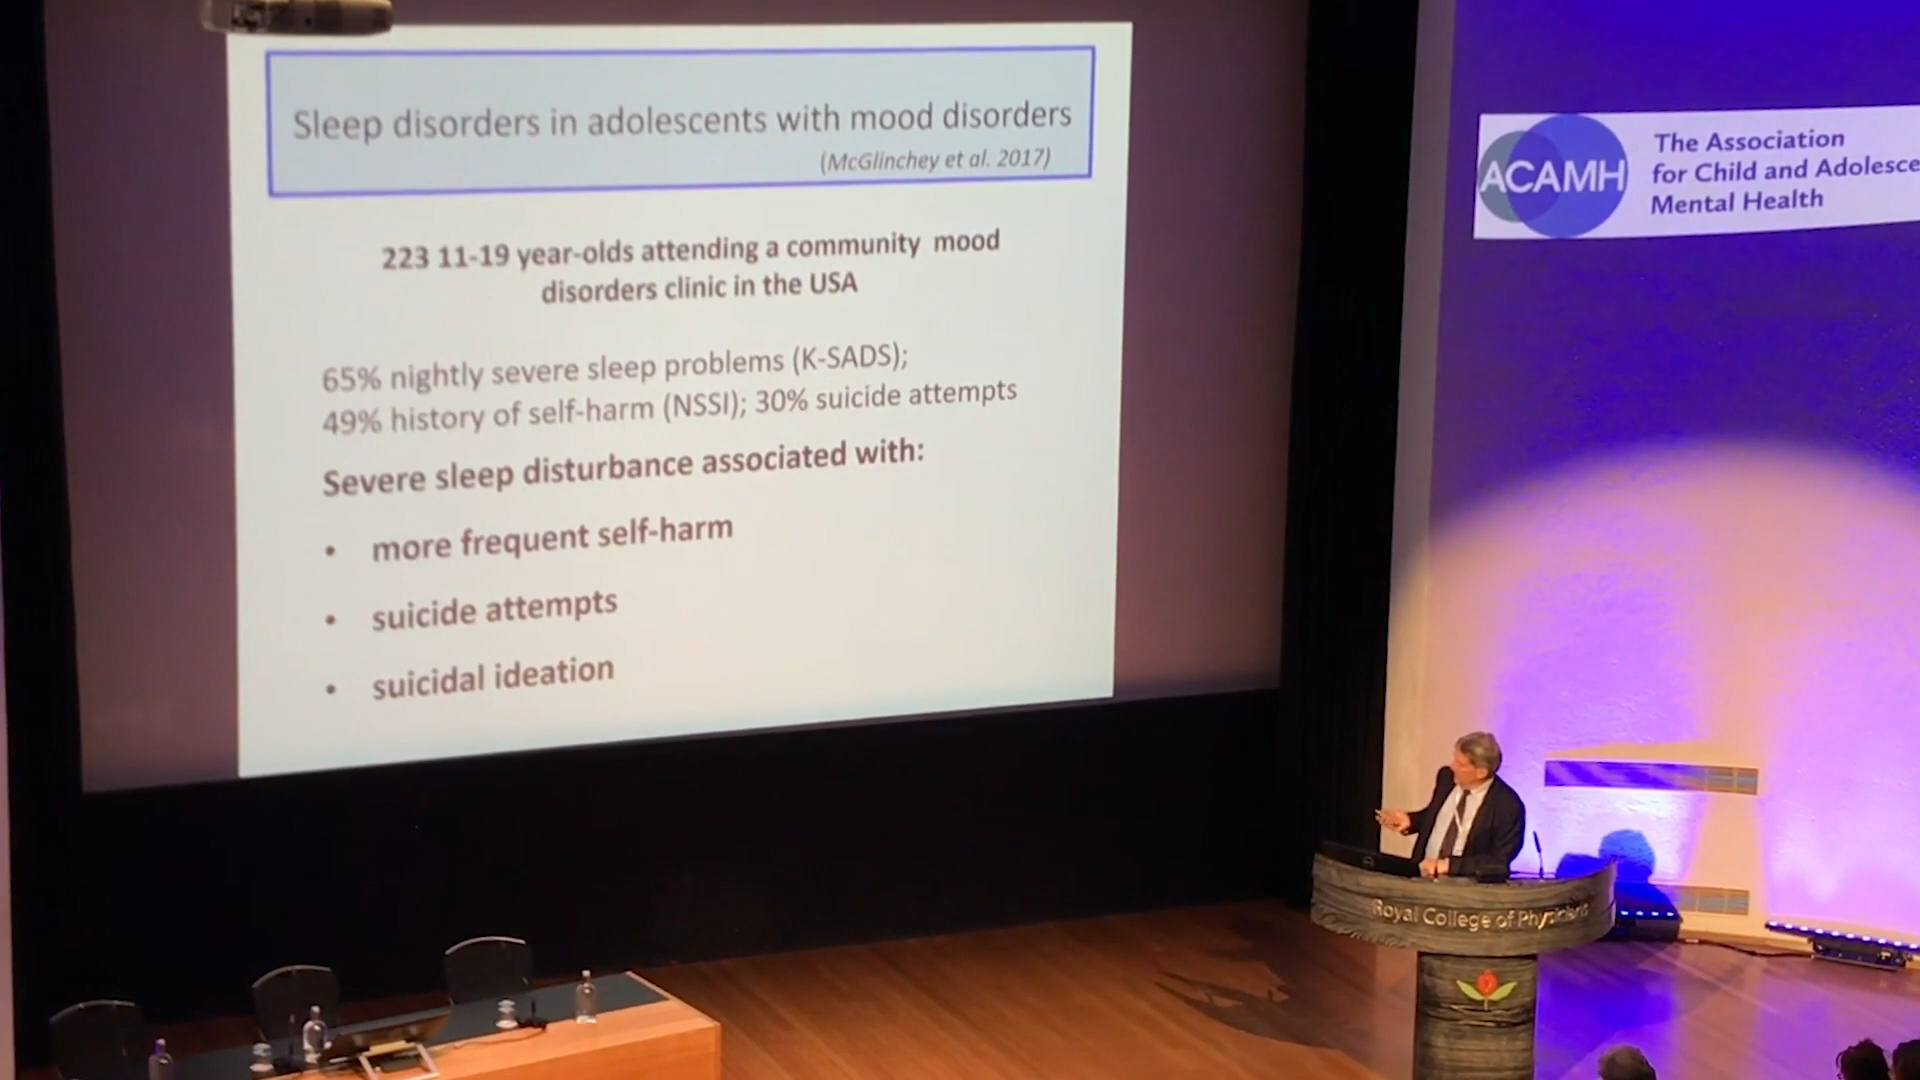 Sleep disorders in adolescents with mood disorders
(McGlinchey et al. 2017)
223 11-19 year-olds attending a community mood
disorders clinic in the USA
65% nightly severe sleep problems (K-SADS);
49% history of self-harm (NSSI); 30% suicide attempts
Severe sleep disturbance associated with:
• more frequent self-harm
• suicide attempts
• suicidal ideation
ACAMH
The Association
for Child and Adolesce
Mental Health
Royal College of Physicians